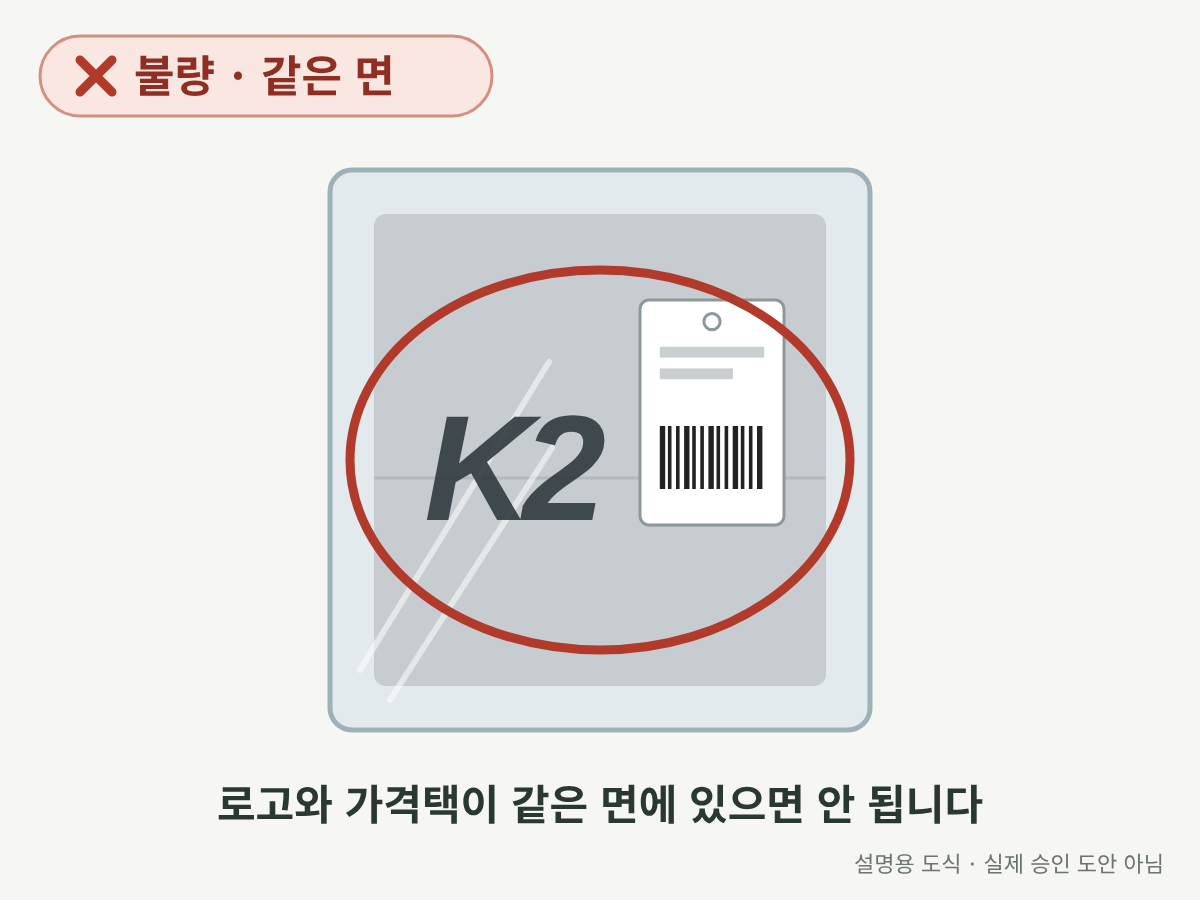 불량 · 같은 면
K2
로고와 가격택이 같은 면에 있으면 안 됩니다
설명용 도식 · 실제 승인 도안 아님